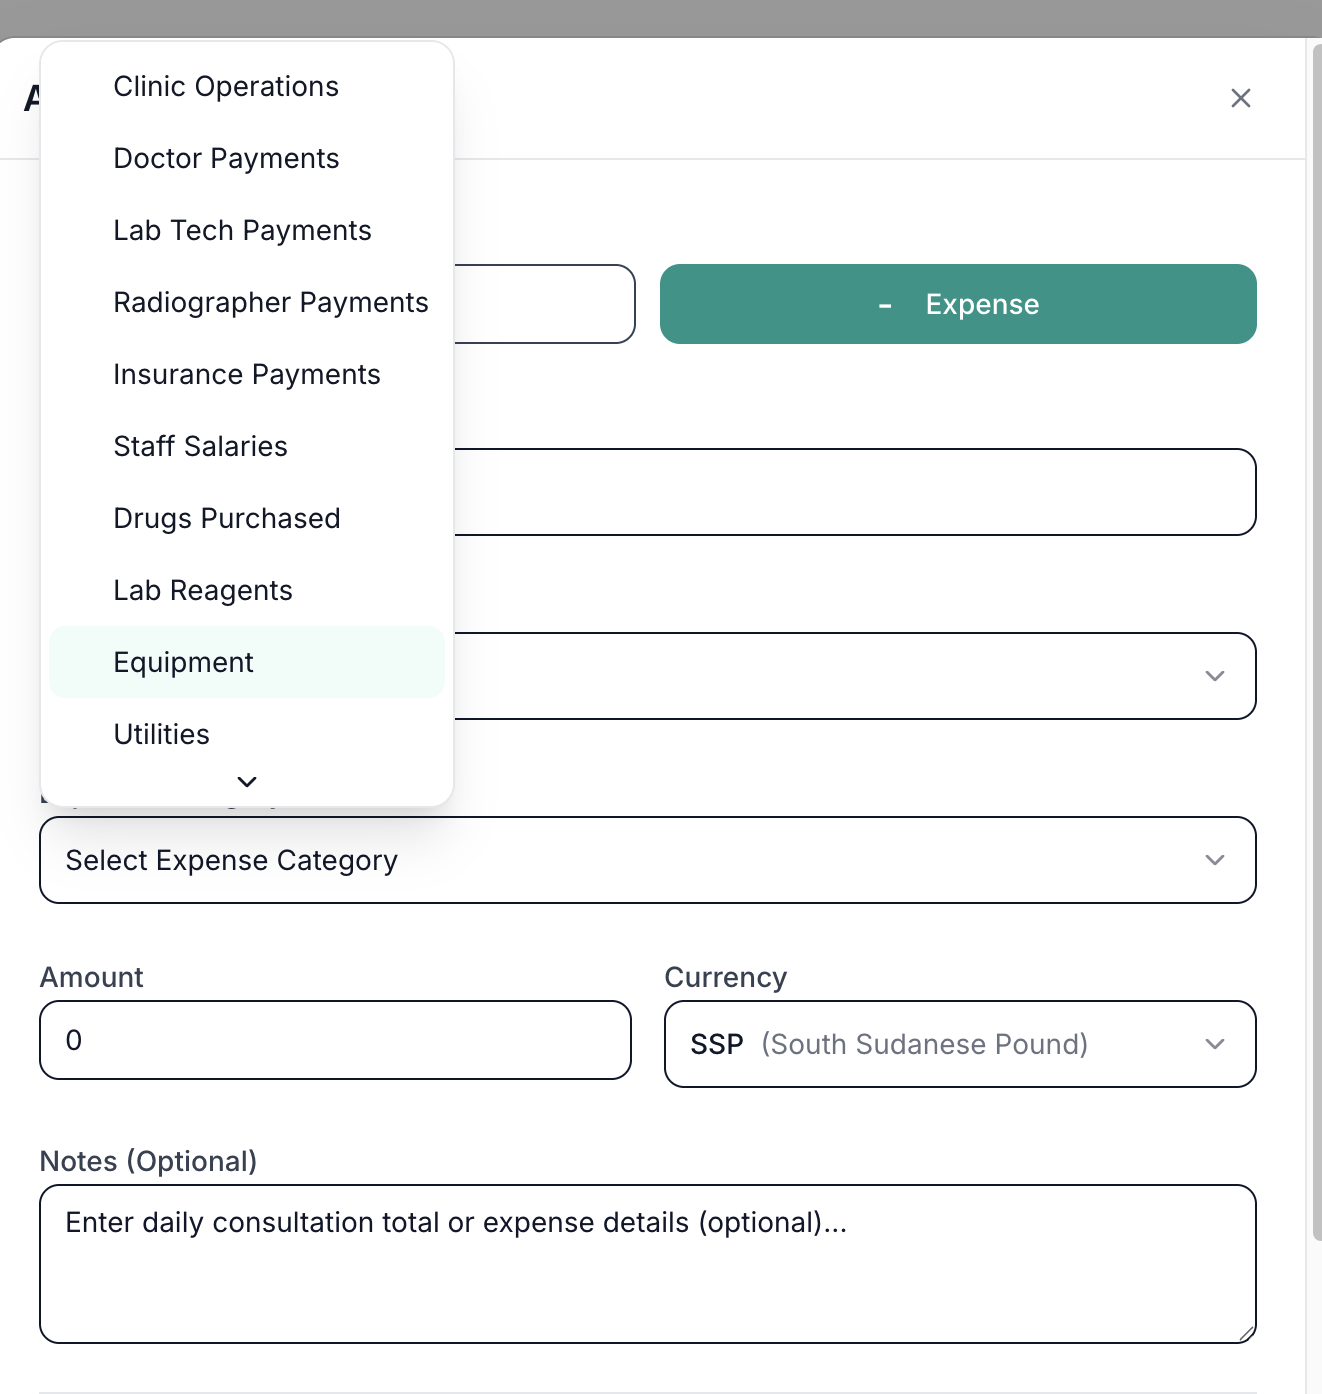 Clinic Operations
Doctor Payments
Lab Tech Payments
Radiographer Payments
Insurance Payments
Staff Salaries
Drugs Purchased
Lab Reagents
Equipment
Utilities
- Expense
Select Expense Category
Amount
Currency
0
SSP (South Sudanese Pound)
Notes (Optional)
Enter daily consultation total or expense details (optional)...